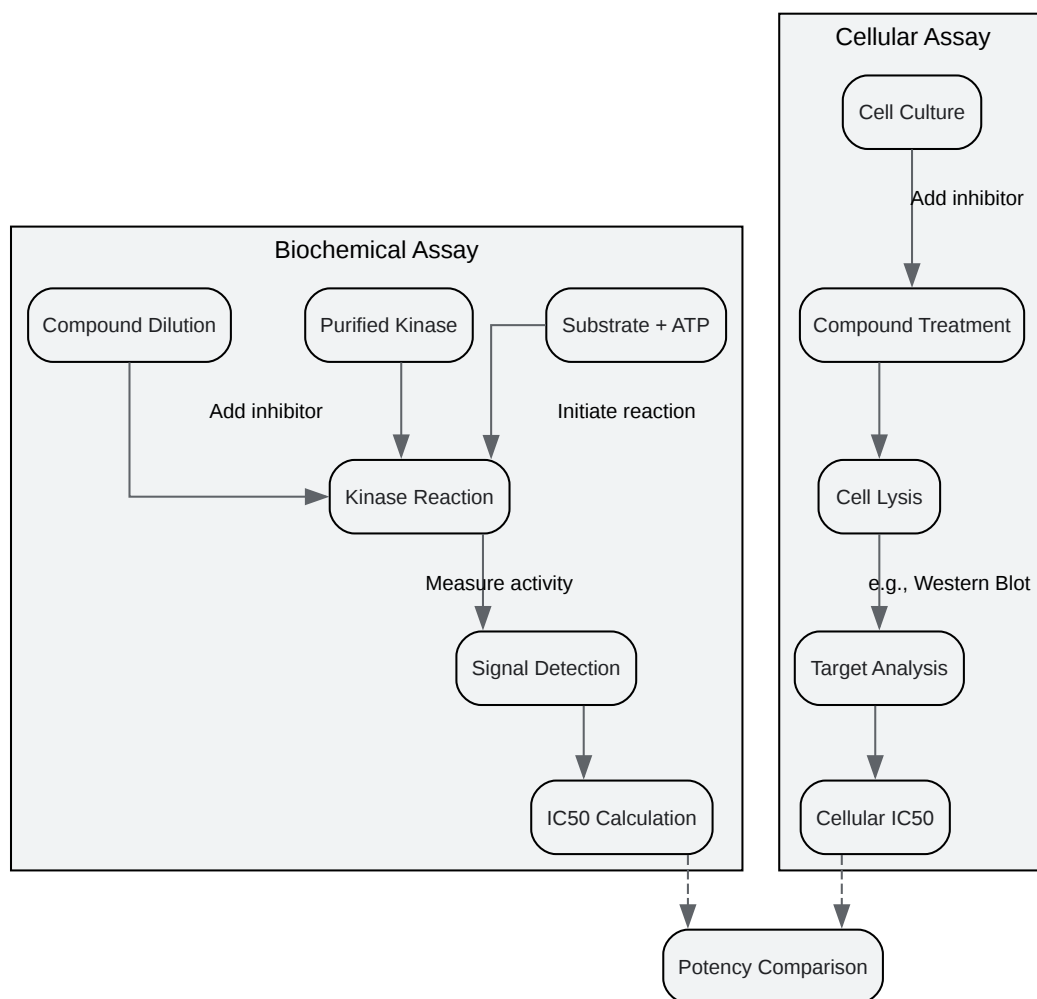 Cellular Assay
Cell Culture
Add inhibitor
Biochemical Assay
Compound Dilution
Purified Kinase
Substrate + ATP
Compound Treatment
Add inhibitor
Initiate reaction
Kinase Reaction
Cell Lysis
Measure activity
e.g., Western Blot
Signal Detection
Target Analysis
IC50 Calculation
Cellular IC50
Potency Comparison